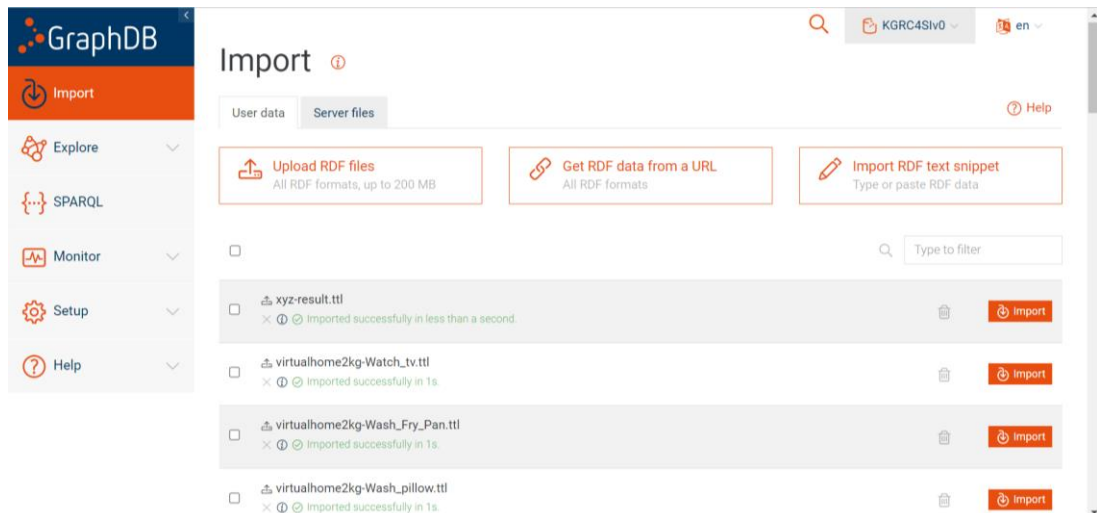 GraphDB
KGRC4SIv0
en
Import
Import
User data
Server files
Help
Explore
Upload RDF files
All RDF formats, up to 200 MB
Get RDF data from a URL
All RDF formats
Import RDF text snippet
Type or paste RDF data
SPARQL
Monitor
Type to filter
Setup
xyz-result.ttl
Imported successfully in less than a second.
Import
Help
virtualhome2kg-Watch_tv.ttl
Imported successfully in 1s.
Import
virtualhome2kg-Wash_Fry_Pan.ttl
Imported successfully in 1s.
Import
virtualhome2kg-Wash_pillow.ttl
Imported successfully in 1s.
Import